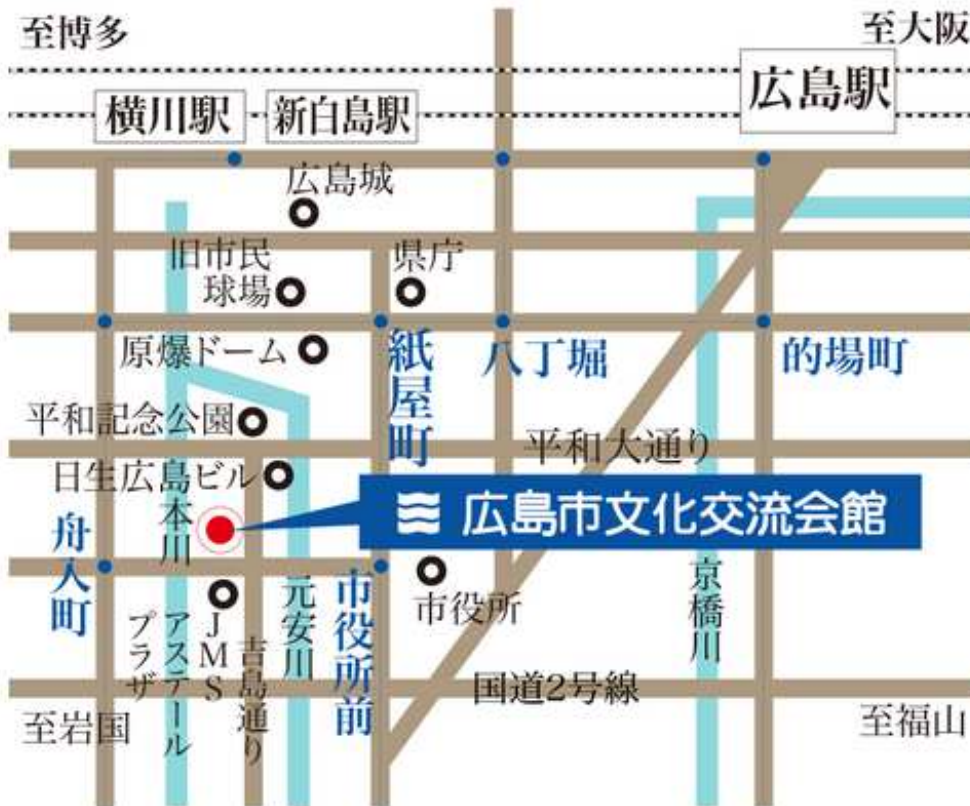 至博多
至大阪
横川駅
新白島駅
広島駅
広島城
旧市民
球場
県庁
原爆ドーム
紙屋町
八丁堀
的場町
平和記念公園
平和大通り
日生広島ビル
本川
広島市文化交流会館
舟入町
元安川
市役所前
市役所
京橋川
JMS
アステール
プラザ
吉島通り
国道2号線
至岩国
至福山